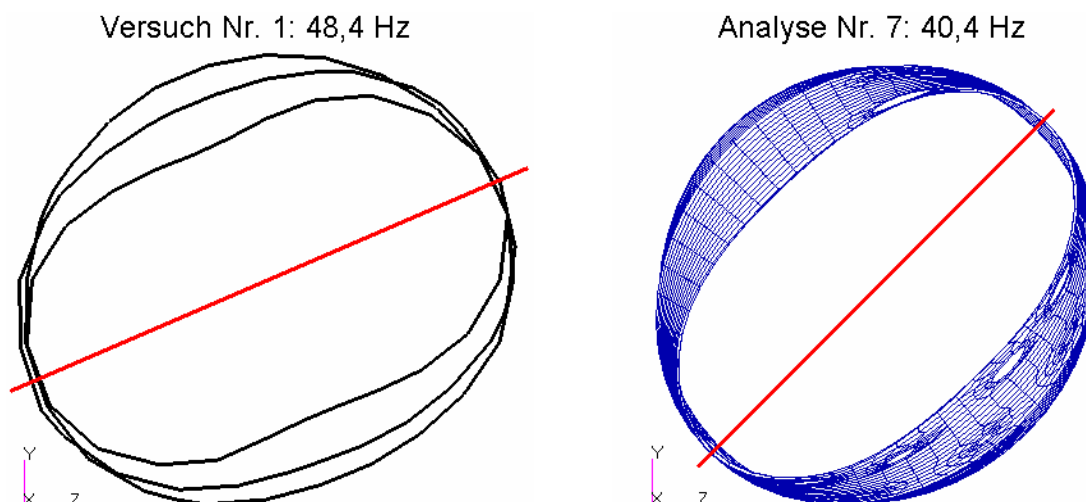 Versuch Nr. 1: 48,4 Hz
Analyse Nr. 7: 40,4 Hz
Y
X Z
Y
X Z